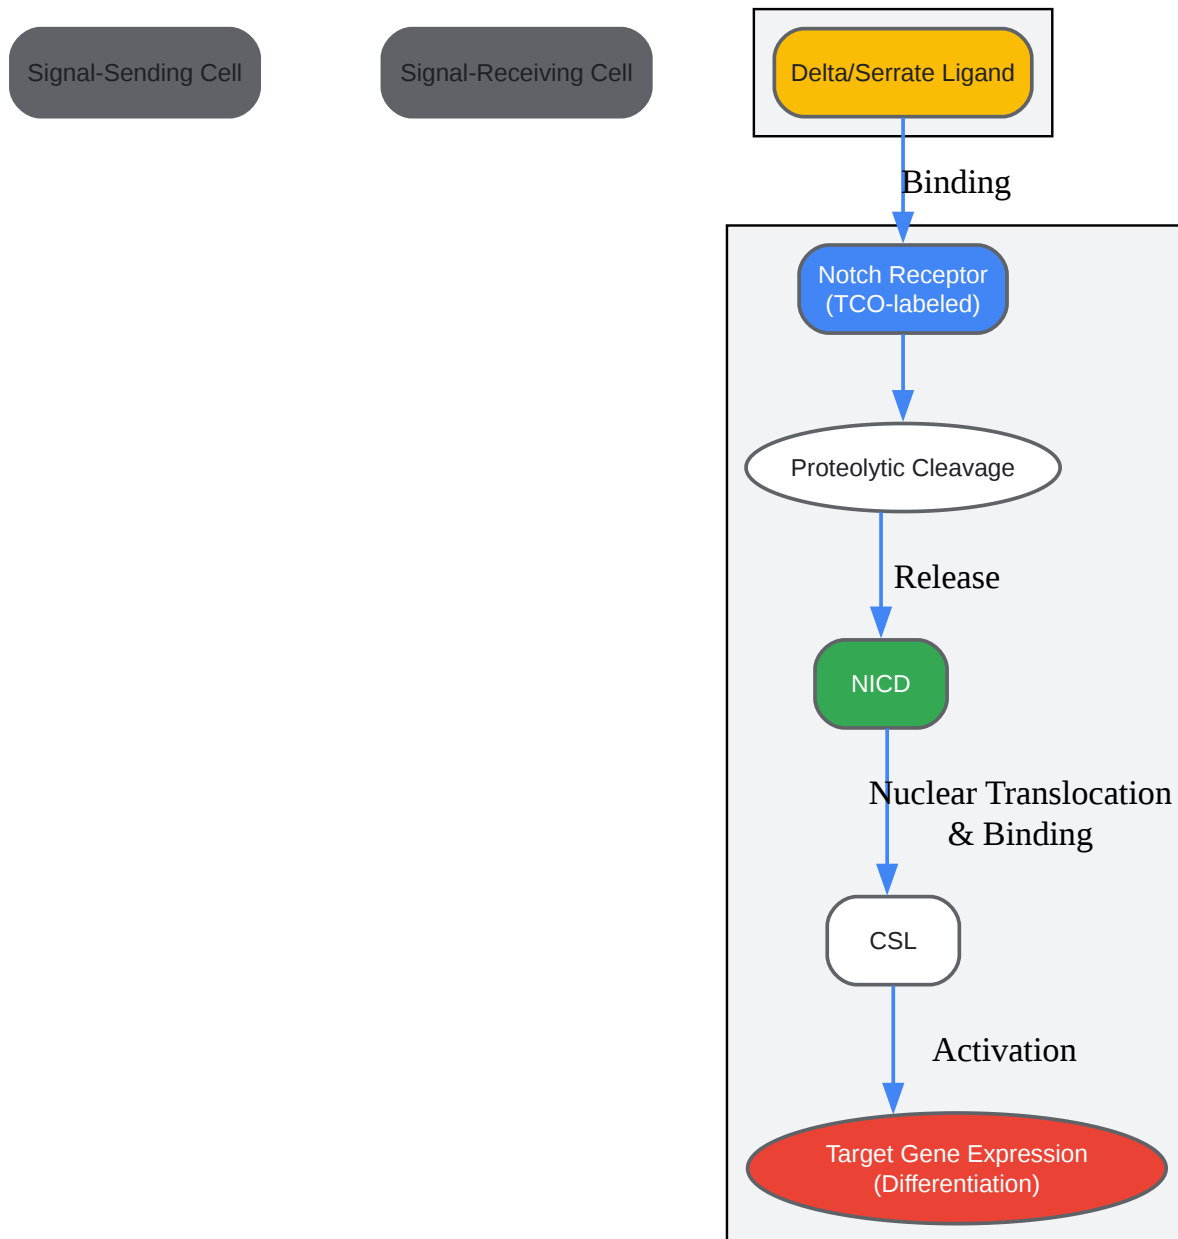 Signal-Sending Cell
Signal-Receiving Cell
Delta/Serrate Ligand
Binding
Notch Receptor
(TCO-labeled)
Proteolytic Cleavage
Release
NICD
Nuclear Translocation
& Binding
CSL
Activation
Target Gene Expression
(Differentiation)